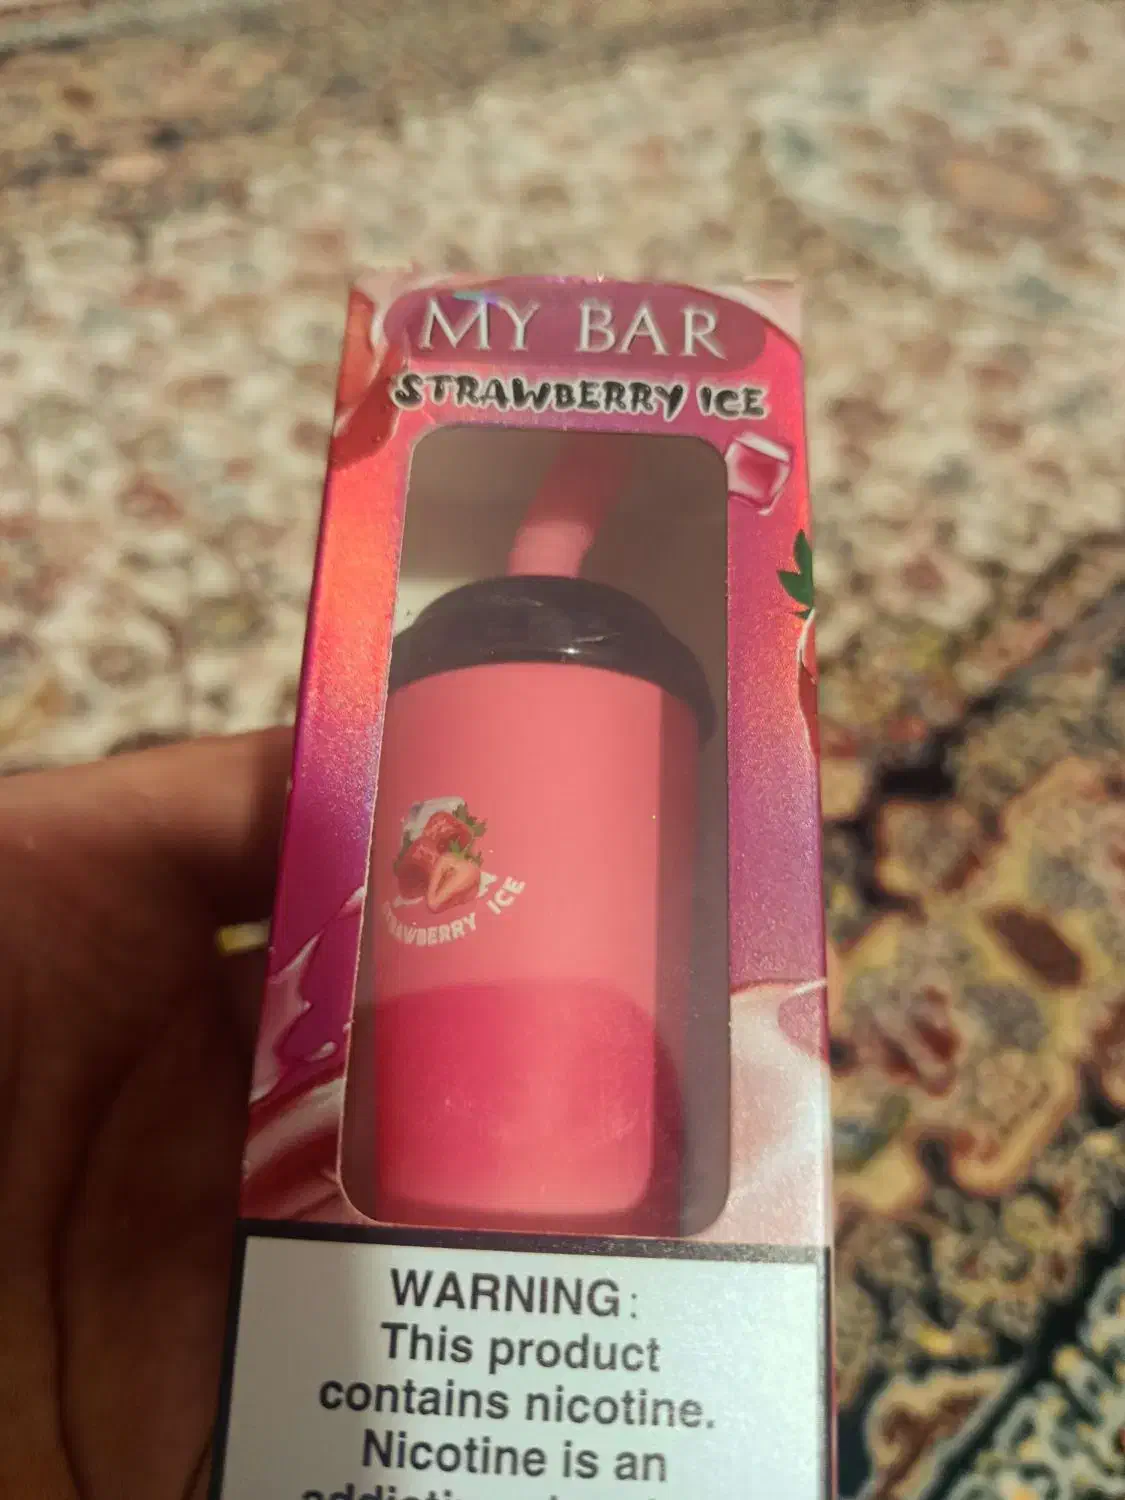 MY BAR
STRAWBERRY ICE
STRAWBERRY ICE
WARNING:
This product
contains nicotine.
Nicotine is an